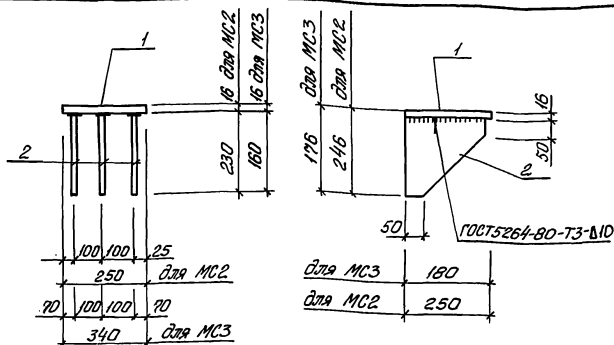 1
16 для МС2
16 для МС3
2
230
160
100 100 25
250 для МС2
70 100 100 70
340 для МС3
для МС3
для МС2
1
16
176
246
50
2
50
ГОСТ5264-80-Т3-Δ10
для МС3 180
для МС2 250